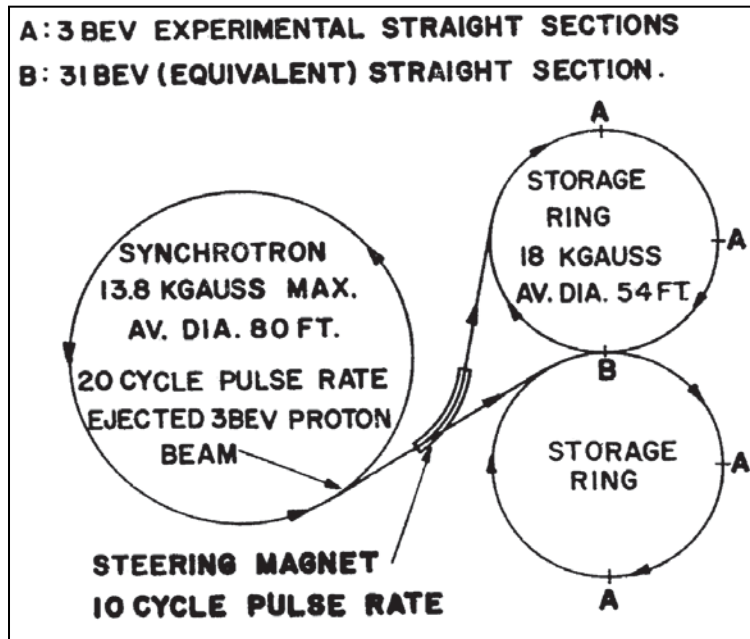 A: 3 BEV EXPERIMENTAL STRAIGHT SECTIONS
B: 31 BEV (EQUIVALENT) STRAIGHT SECTION.
A
STORAGE
RING
18 KGAUSS
AV. DIA. 54 FT.
A
SYNCHROTRON
13.8 KGAUSS MAX.
AV. DIA. 80 FT.
20 CYCLE PULSE RATE
EJECTED 3 BEV PROTON
BEAM
B
STORAGE
RING
A
A
STEERING MAGNET
10 CYCLE PULSE RATE